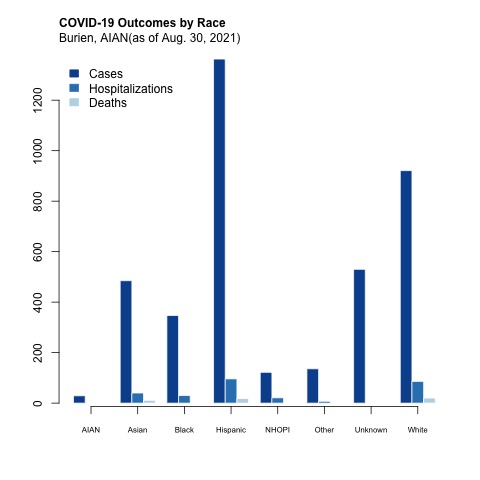 COVID-19 Outcomes by Race
Burien, AIAN(as of Aug. 30, 2021)
Cases
Hospitalizations
Deaths
1200
1000
800
600
400
200
0
AIAN Asian Black Hispanic NHOPI Other Unknown White